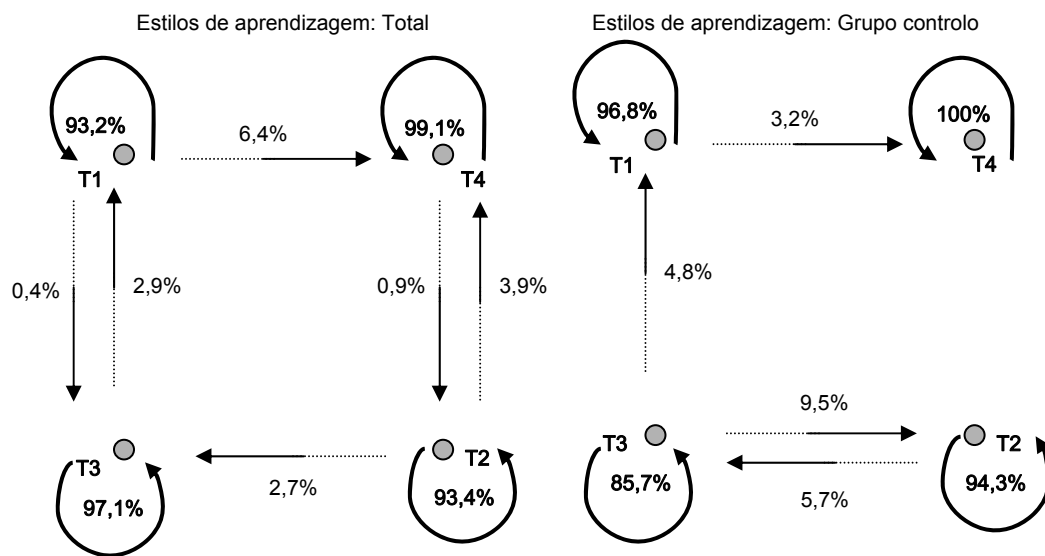 Estilos de aprendizagem: Total
93,2%
6,4%
99,1%
T1
T4
0,4%
2,9%
0,9%
3,9%
T3
2,7%
T2
97,1%
93,4%
Estilos de aprendizagem: Grupo controlo
96,8%
3,2%
100%
T1
T4
4,8%
9,5%
T3
T2
85,7%
5,7%
94,3%